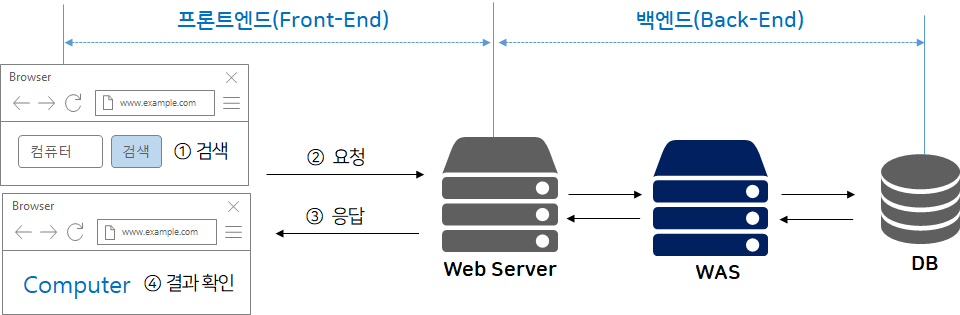 프론트엔드(Front-End)
백엔드(Back-End)
Browser
www.example.com
컴퓨터
검색
① 검색
② 요청
③ 응답
Browser
www.example.com
Computer
④ 결과 확인
Web Server
WAS
DB